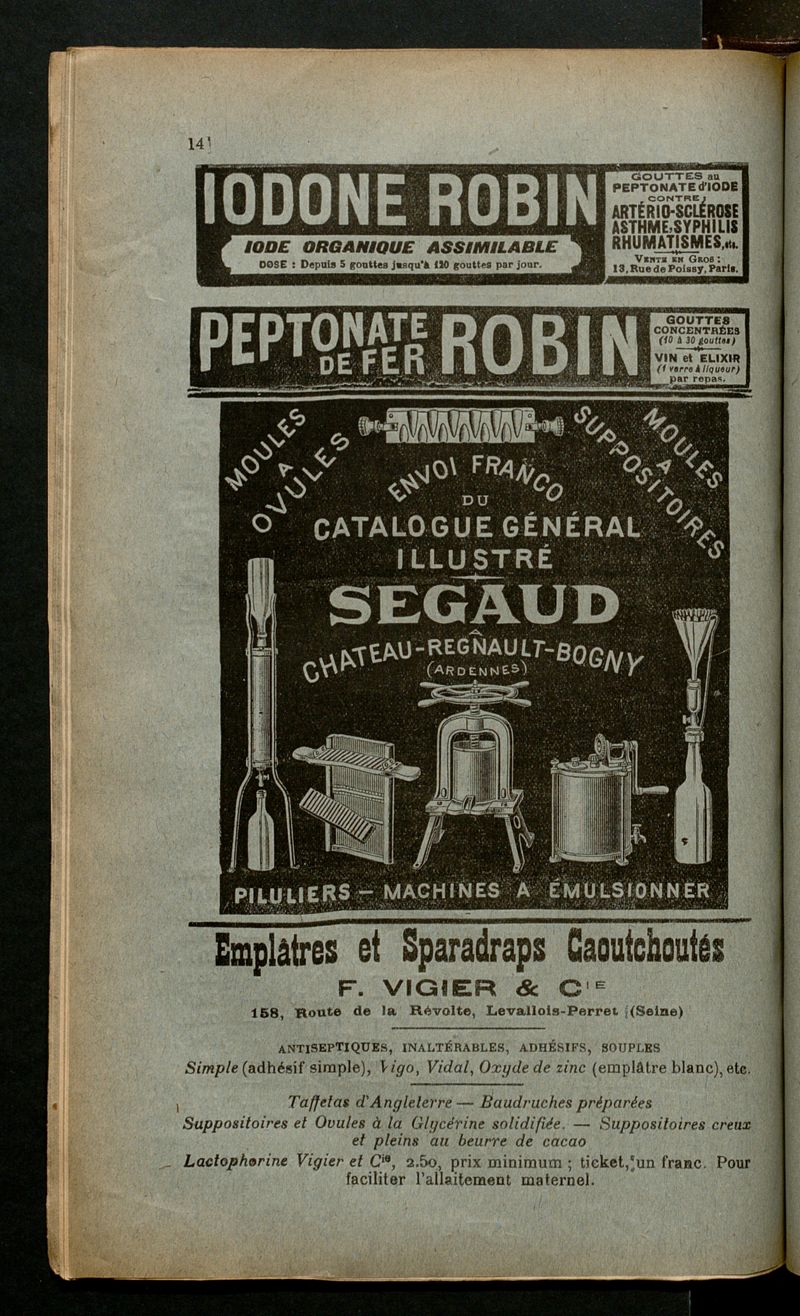 141
IODONE ROBIN
IODE ORGANIQUE ASSIMILABLE
DOSE : Depuis 5 gouttes jusqu'à 120 gouttes par jour.
GOUTTES au
PEPTONATE d'IODE
CONTRE
ARTÉRIO-SCLÉROSE
ASTHME, SYPHILIS
RHUMATISMES, etc.
VENTE EN GROS :
13, Rue de Poissy, Paris.
PEPTONATE
DE FER
ROBIN
GOUTTES
CONCENTRÉES
(10 à 30 gouttes)
VIN et ELIXIR
(1 verre à liqueur)
par repas.
MOULES
A
OVULES
MOULES
A
SUPPOSITOIRES
ENVOI FRANCO
DU
CATALOGUE GÉNÉRAL
ILLUSTRÉ
SEGAUD
CHATEAU-REGNAULT-BOGNY
(ARDENNES)
PILULIERS - MACHINES A ÉMULSIONNER
Emplâtres et Sparadraps Caoutchoutés
F. VIGIER & CIE
158, Route de la Révolte, Levallois-Perret (Seine)
ANTISEPTIQUES, INALTÉRABLES, ADHÉSIFS, SOUPLES
Simple (adhésif simple), Vigo, Vidal, Oxyde de zinc (emplâtre blanc), etc.
Taffetas d'Angleterre — Baudruches préparées
Suppositoires et Ovules à la Glycérine solidifiée. — Suppositoires creux
et pleins au beurre de cacao
Lactophorine Vigier et Cie, 2.50, prix minimum ; ticket, un franc. Pour
faciliter l'allaitement maternel.